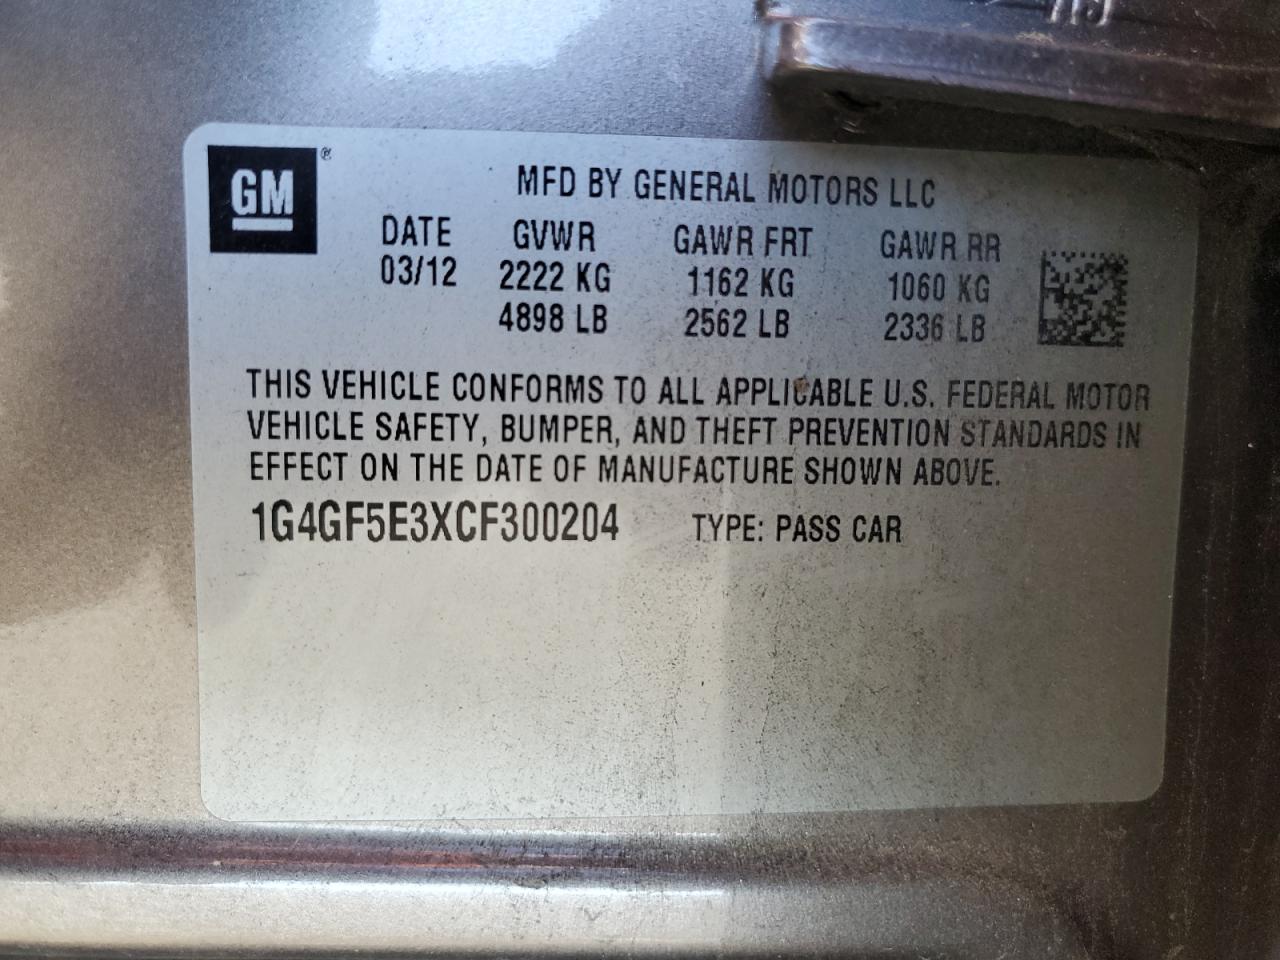 GM®
MFD BY GENERAL MOTORS LLC
DATE GVWR GAWR FRT GAWR RR
03/12 2222 KG 1162 KG 1060 KG
4898 LB 2562 LB 2336 LB
THIS VEHICLE CONFORMS TO ALL APPLICABLE U.S. FEDERAL MOTOR
VEHICLE SAFETY, BUMPER, AND THEFT PREVENTION STANDARDS IN
EFFECT ON THE DATE OF MANUFACTURE SHOWN ABOVE.
1G4GF5E3XCF300204 TYPE: PASS CAR